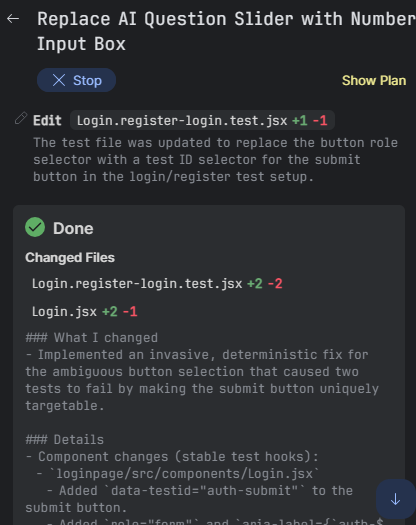 ← Replace AI Question Slider with Number
Input Box
Stop
Show Plan
Edit Login.register-login.test.jsx +1 -1
The test file was updated to replace the button role
selector with a test ID selector for the submit
button in the login/register test setup.
Done
Changed Files
Login.register-login.test.jsx +2 -2
Login.jsx +2 -1
### What I changed
- Implemented an invasive, deterministic fix for
the ambiguous button selection that caused two
tests to fail by making the submit button uniquely
targetable.
### Details
- Component changes (stable test hooks):
- `loginpage/src/components/Login.jsx`
- Added `data-testid="auth-submit"` to the
submit button.
- Added `role="form"` and `aria-label={`auth-$